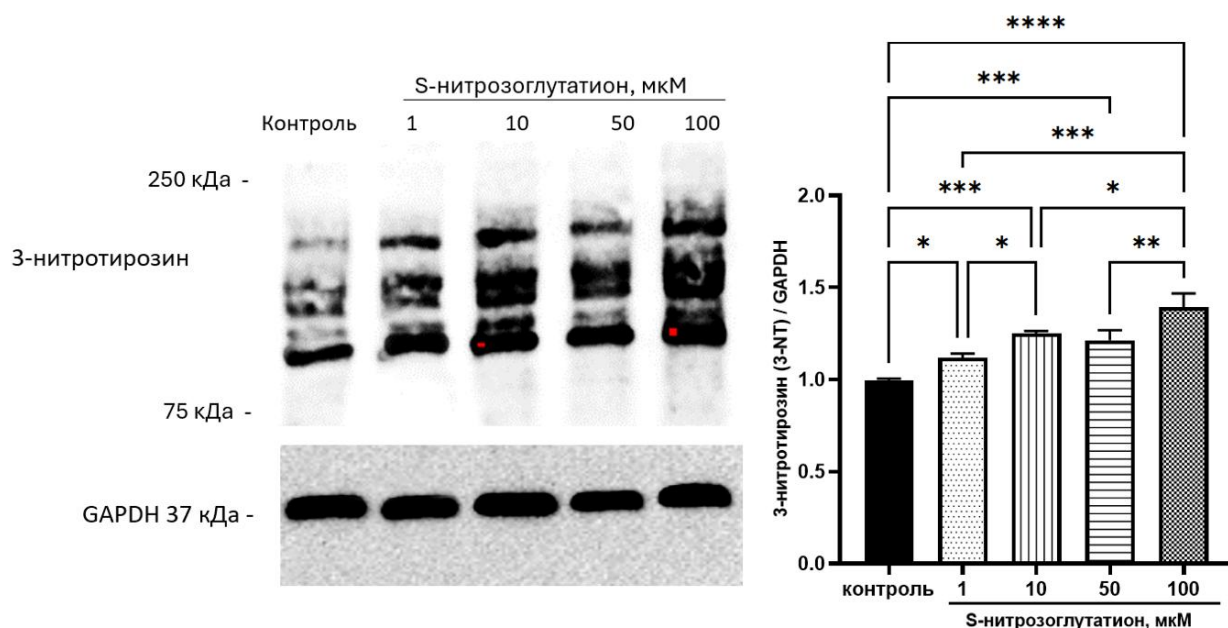 S-нитрозоглутатион, мкМ
Контроль 1 10 50 100
250 кДа -
3-нитротирозин
75 кДа -
GAPDH 37 кДа -
****
***
***
*** *
* * **
3-нитротирозин (3-NT) / GAPDH
2.0
1.5
1.0
0.5
0.0
контроль 1 10 50 100
S-нитрозоглутатион, мкМ